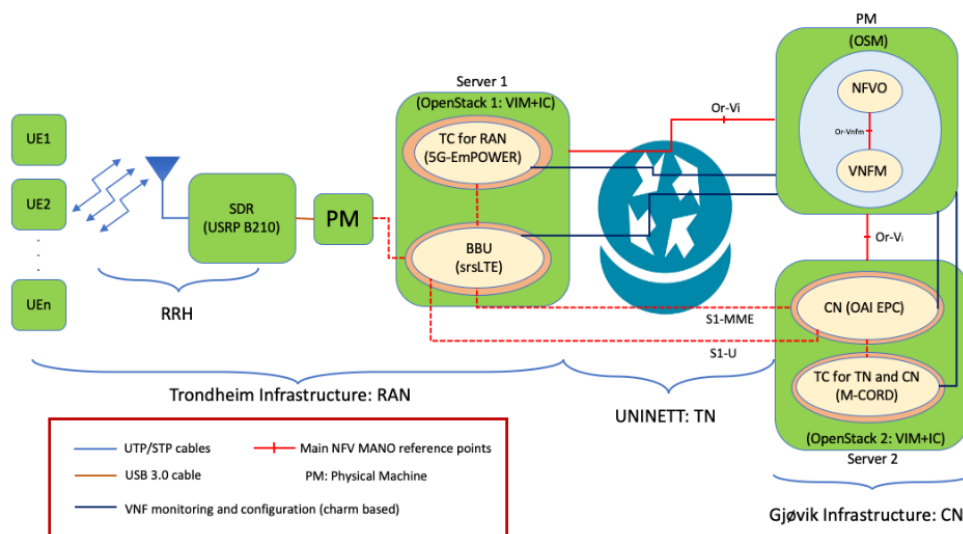 PM
(OSM)
NFVO
Or-Vnfm
VNFM
Server 1
(OpenStack 1: VIM+IC)
TC for RAN
(5G-EmPOWER)
Or-Vi
UE1
UE2
.
.
.
.
UEn
SDR
(USRP B210)
PM
BBU
(srsLTE)
RRH
Or-Vi
CN (OAI EPC)
S1-MME
S1-U
TC for TN and CN
(M-CORD)
(OpenStack 2: VIM+IC)
Server 2
Trondheim Infrastructure: RAN
UNINETT: TN
Gjøvik Infrastructure: CN
UTP/STP cables
Main NFV MANO reference points
USB 3.0 cable
PM: Physical Machine
VNF monitoring and configuration (charm based)